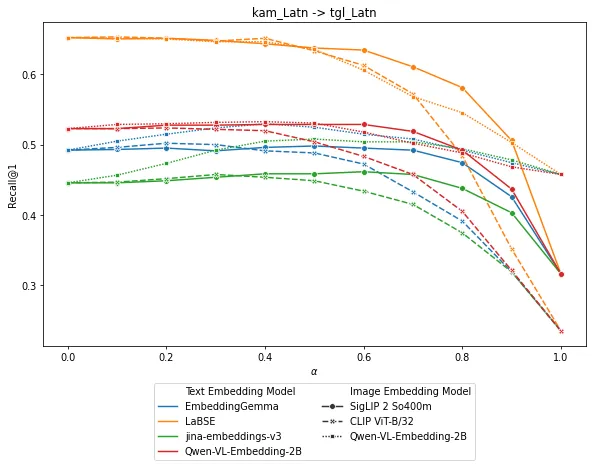 kam_Latn -> tgl_Latn
Recall@1
0.6
0.5
0.4
0.3
0.0 0.2 0.4 0.6 0.8 1.0
α
Text Embedding Model Image Embedding Model
EmbeddingGemma SigLIP 2 So400m
LaBSE CLIP ViT-B/32
jina-embeddings-v3 Qwen-VL-Embedding-2B
Qwen-VL-Embedding-2B